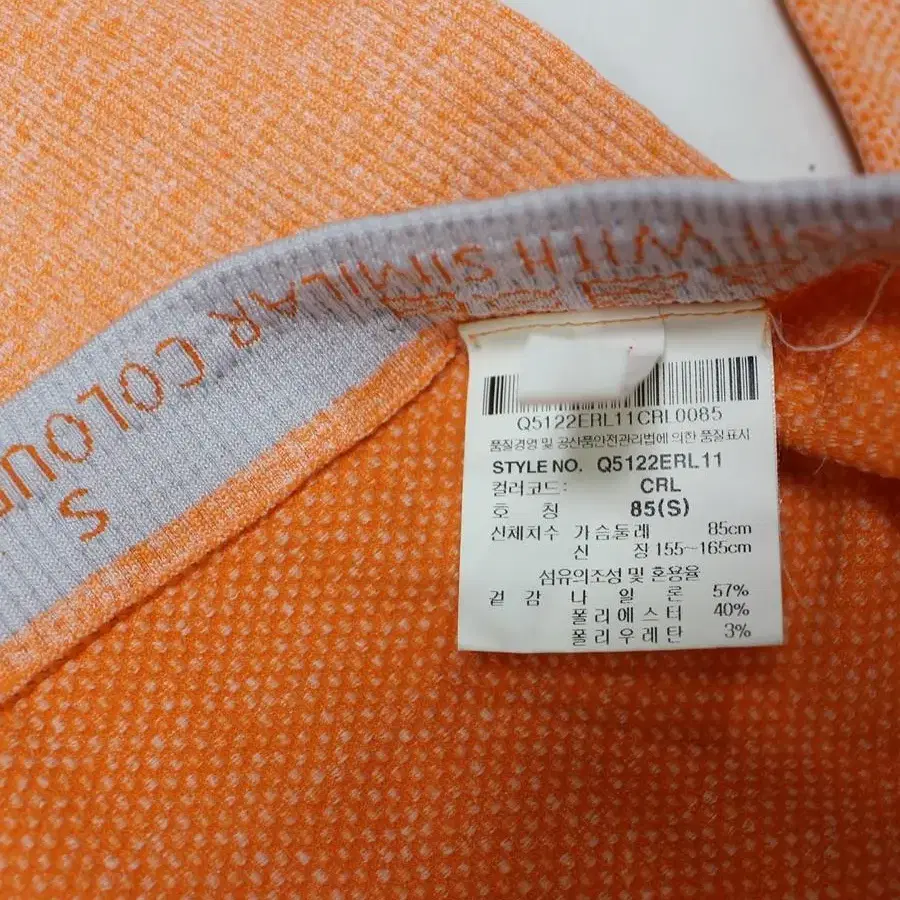 SH WITH SIMILAR COLOUR
S
Q5122ERL11CRL0085
품질경영 및 공산품안전관리법에 의한 품질표시
STYLE NO. Q5122ERL11
컬러코드: CRL
호 칭 85(S)
신체치수 가슴둘레 85cm
신 장 155~165cm
섬유의조성 및 혼용율
겉 감 나 일 론 57%
폴리에스터 40%
폴리우레탄 3%